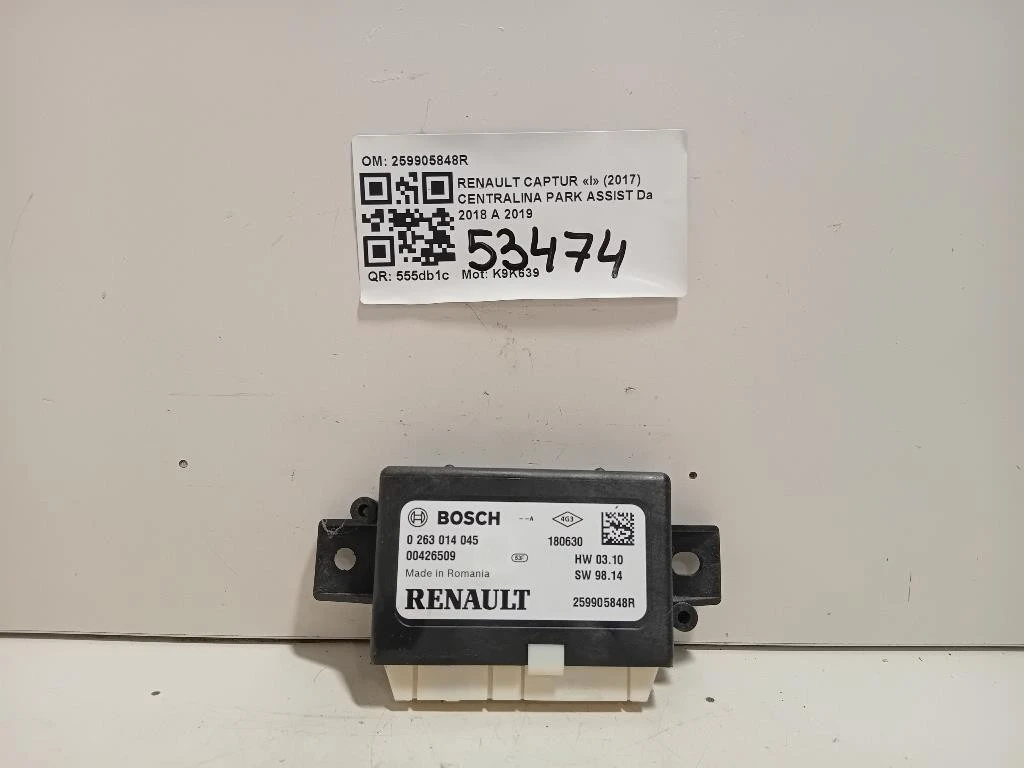 OM: 259905848R
RENAULT CAPTUR «I» (2017)
CENTRALINA PARK ASSIST Da
2018 A 2019
53474
QR: 555db1c Mot: K9K639
BOSCH --A 4G3
0 263 014 045 180630
00426509 HW 03.10
Made in Romania SW 98.14
RENAULT 259905848R